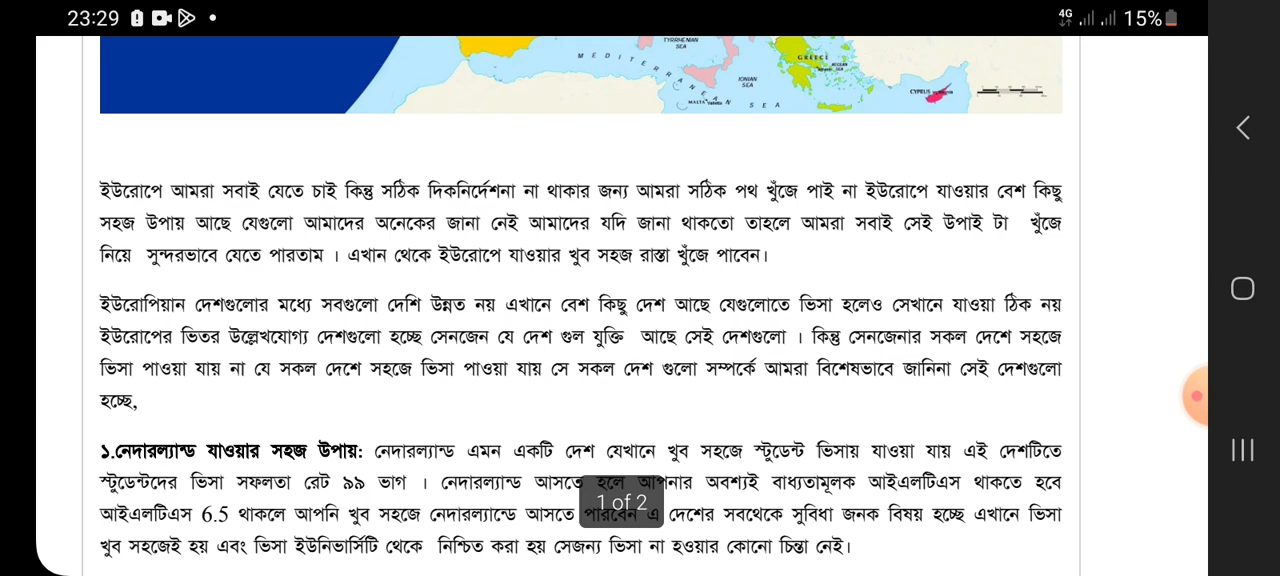 23:29
4G
15%
TYRRHENIAN
SEA
MEDITERRANEAN SEA
IONIAN
SEA
GREECE
AEGEAN
SEA
MALTA Valletta
CYPRUS
ইউরোপে আমরা সবাই যেতে চাই কিন্তু সঠিক দিকনির্দেশনা না থাকার জন্য আমরা সঠিক পথ খুঁজে পাই না ইউরোপে যাওয়ার বেশ কিছু
সহজ উপায় আছে যেগুলো আমাদের অনেকের জানা নেই আমাদের যদি জানা থাকতো তাহলে আমরা সবাই সেই উপাই টা খুঁজে
নিয়ে সুন্দরভাবে যেতে পারতাম । এখান থেকে ইউরোপে যাওয়ার খুব সহজ রাস্তা খুঁজে পাবেন।
ইউরোপিয়ান দেশগুলোর মধ্যে সবগুলো দেশি উন্নত নয় এখানে বেশ কিছু দেশ আছে যেগুলোতে ভিসা হলেও সেখানে যাওয়া ঠিক নয়
ইউরোপের ভিতর উল্লেখযোগ্য দেশগুলো হচ্ছে সেনজেন যে দেশ গুল যুক্তি আছে সেই দেশগুলো । কিন্তু সেনজেনার সকল দেশে সহজে
ভিসা পাওয়া যায় না যে সকল দেশে সহজে ভিসা পাওয়া যায় সে সকল দেশ গুলো সম্পর্কে আমরা বিশেষভাবে জানিনা সেই দেশগুলো
হচ্ছে,
১.নেদারল্যান্ড যাওয়ার সহজ উপায়: নেদারল্যান্ড এমন একটি দেশ যেখানে খুব সহজে স্টুডেন্ট ভিসায় যাওয়া যায় এই দেশটিতে
স্টুডেন্টদের ভিসা সফলতা রেট ৯৯ ভাগ । নেদারল্যান্ড আসতে হলে আপনার অবশ্যই বাধ্যতামূলক আইএলটিএস থাকতে হবে
আইএলটিএস 6.5 থাকলে আপনি খুব সহজে নেদারল্যান্ডে আসতে পারবেন এ দেশের সবথেকে সুবিধা জনক বিষয় হচ্ছে এখানে ভিসা
1 of 2
খুব সহজেই হয় এবং ভিসা ইউনিভার্সিটি থেকে নিশ্চিত করা হয় সেজন্য ভিসা না হওয়ার কোনো চিন্তা নেই।